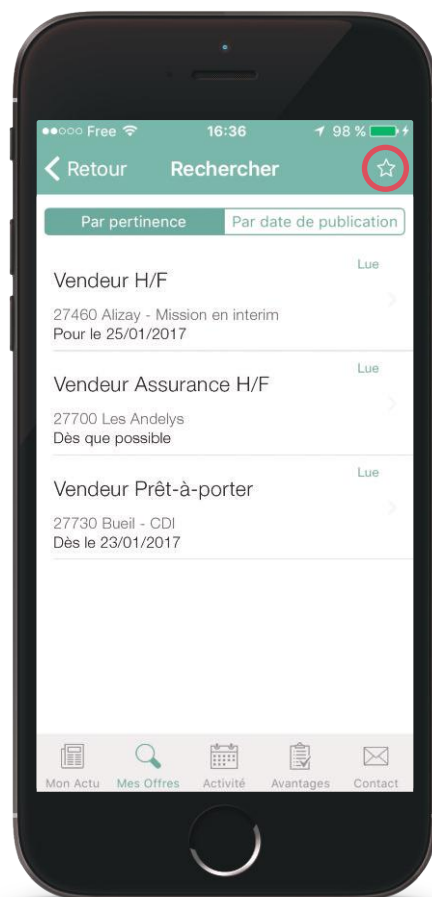 Free 16:36 98 %
Retour Rechercher
Par pertinence Par date de publication
Lue
Vendeur H/F
27460 Alizay - Mission en interim
Pour le 25/01/2017
Lue
Vendeur Assurance H/F
27700 Les Andelys
Dès que possible
Lue
Vendeur Prêt-à-porter
27730 Bueil - CDI
Dès le 23/01/2017
Mon Actu Mes Offres Activité Avantages Contact